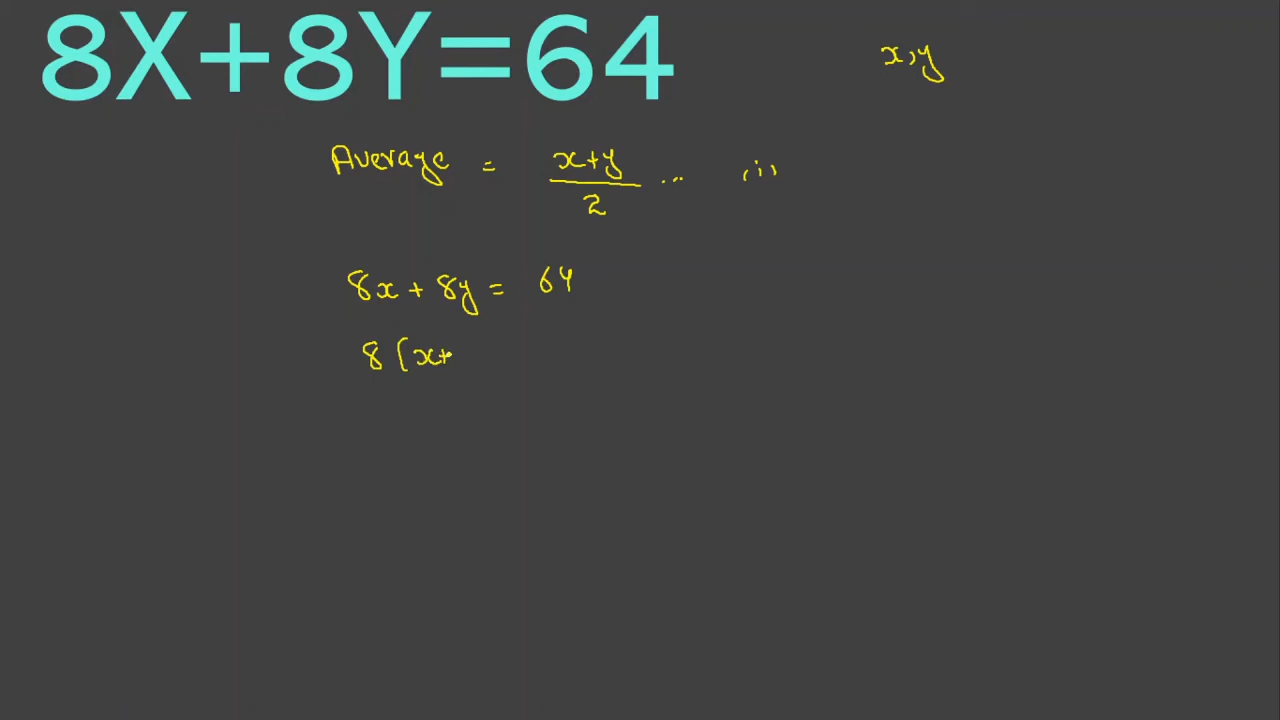 8X+8Y=64
x,y
Average = x+y/2 ... (i)
8x + 8y = 64
8 [x+